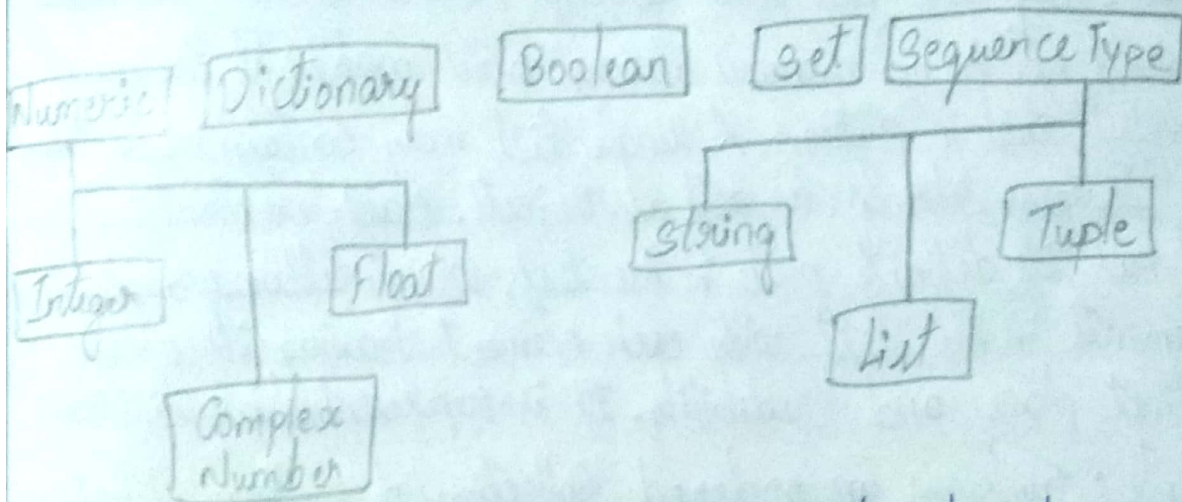 Numeric
Dictionary
Boolean
Set
Sequence Type
Integer
Float
String
Tuple
List
Complex
Number